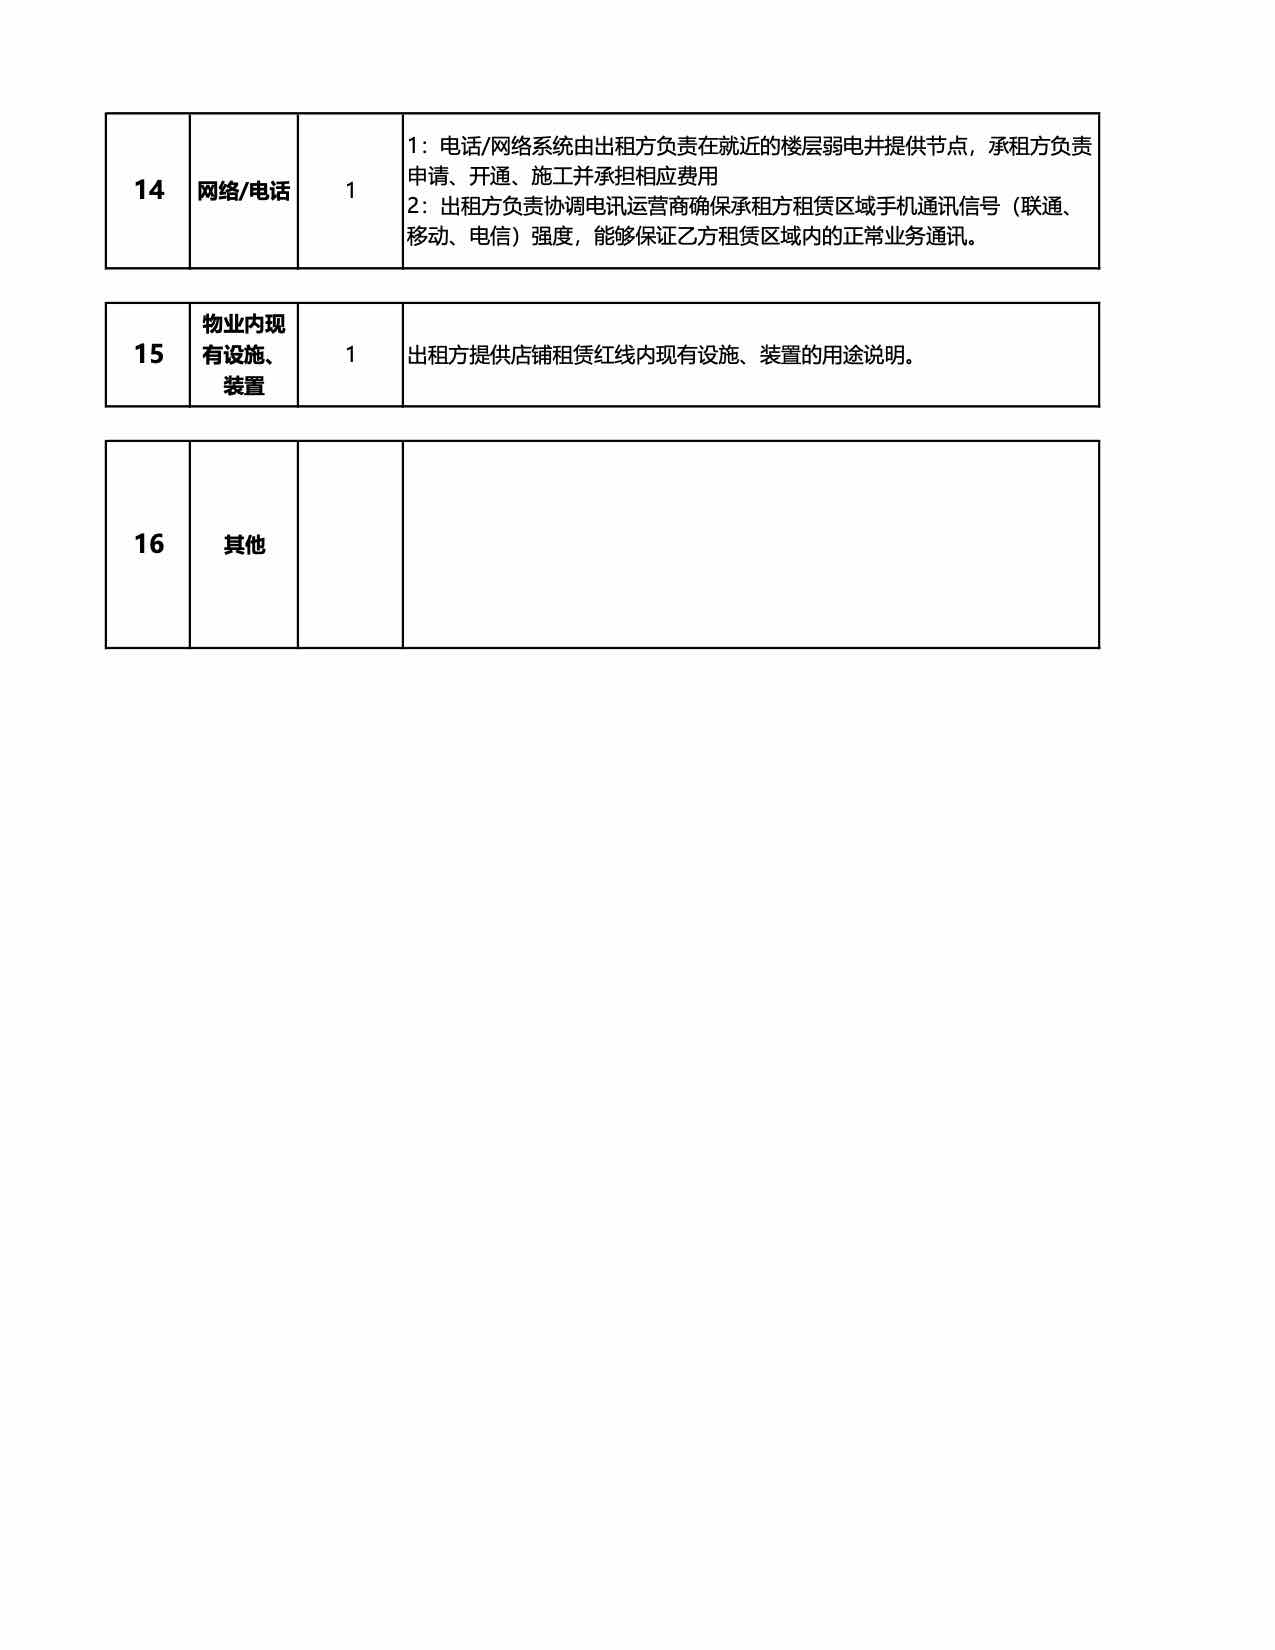 14
网络/电话
1
1：电话/网络系统由出租方负责在就近的楼层弱电井提供节点，承租方负责
申请、开通、施工并承担相应费用
2：出租方负责协调电讯运营商确保承租方租赁区域手机通讯信号（联通、
移动、电信）强度，能够保证乙方租赁区域内的正常业务通讯。
15
物业内现
有设施、
装置
1
出租方提供店铺租赁红线内现有设施、装置的用途说明。
16
其他